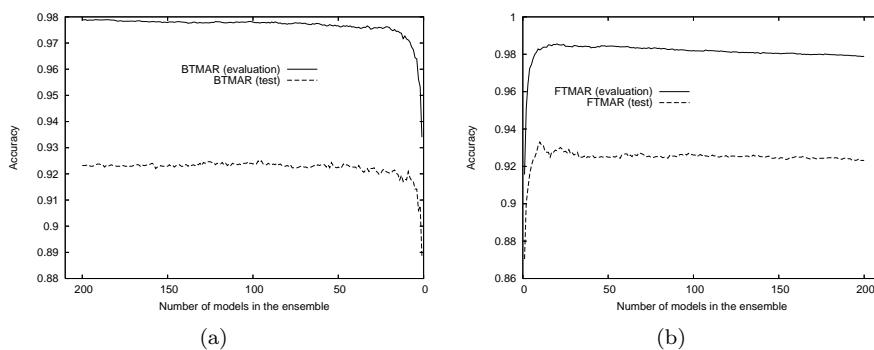 0.98
0.97
0.96
0.95
0.94
0.93
0.92
0.91
0.9
0.89
0.88
Accuracy
BTMAR (evaluation)
BTMAR (test)
200
150
100
50
0
Number of models in the ensemble
(a)
1
0.98
0.96
0.94
0.92
0.9
0.88
0.86
Accuracy
FTMAR (evaluation)
FTMAR (test)
0
50
100
150
200
Number of models in the ensemble
(b)